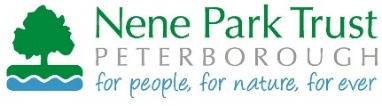 Nene Park Trust
PETERBOROUGH
for people, for nature, for ever